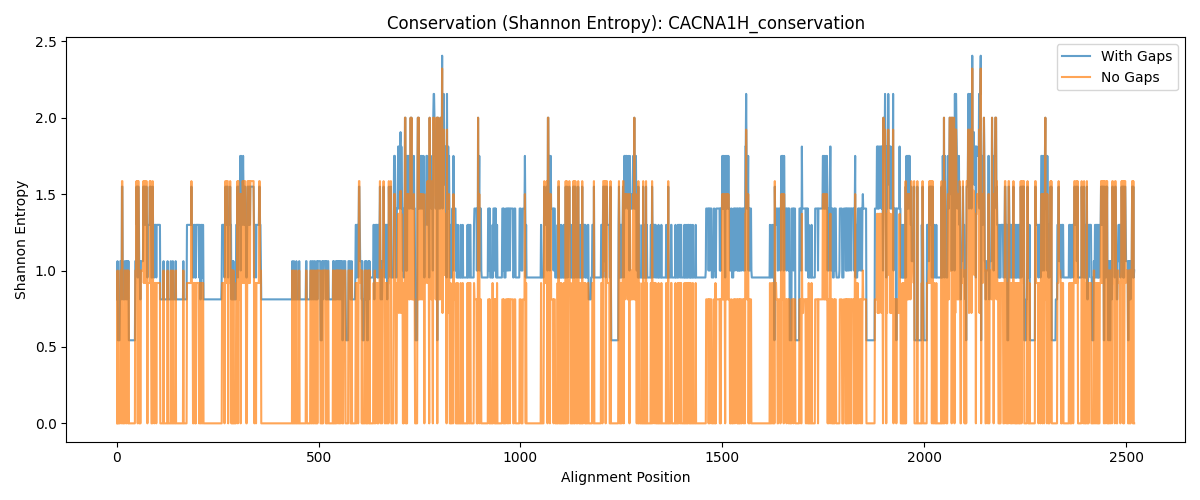 Conservation (Shannon Entropy): CACNA1H_conservation
With Gaps
No Gaps
Shannon Entropy
2.5
2.0
1.5
1.0
0.5
0.0
0
500
1000
1500
2000
2500
Alignment Position